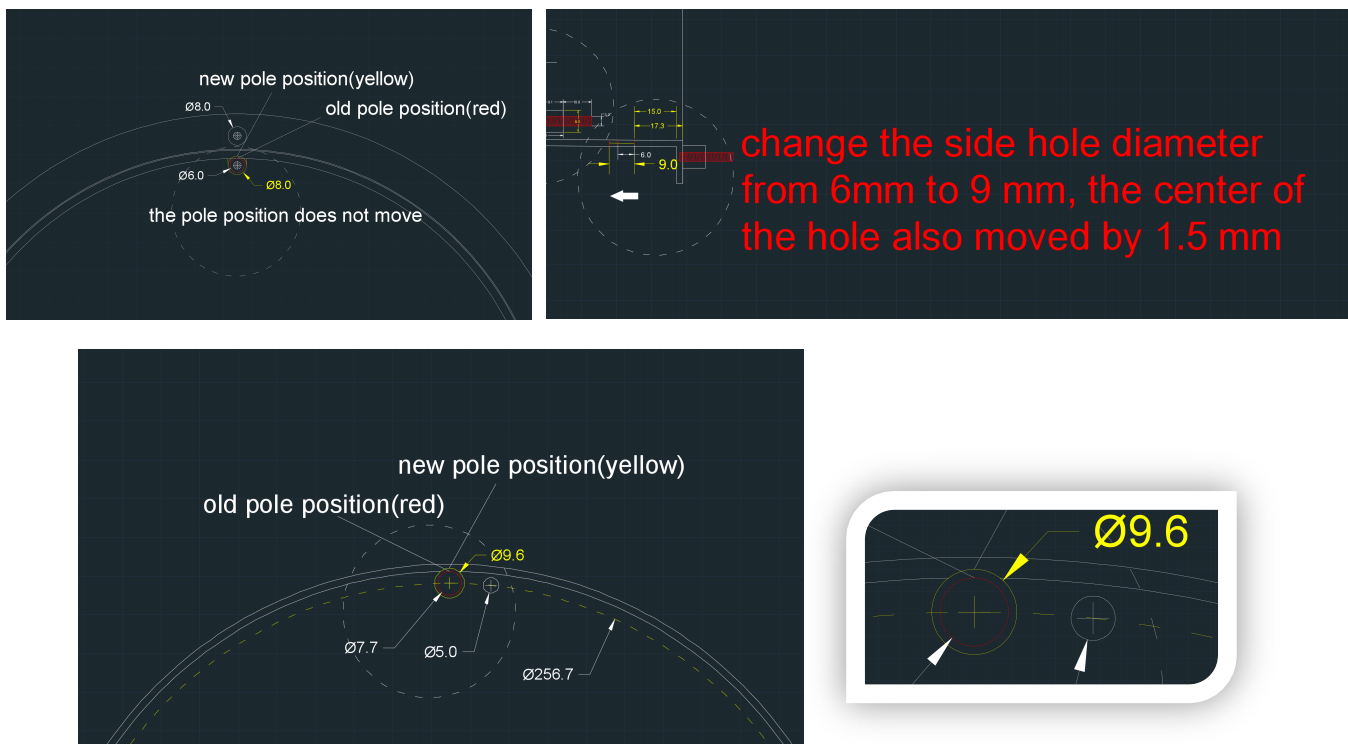 new pole position(yellow)
Ø8.0
old pole position(red)
Ø6.0
Ø8.0
the pole position does not move
15.0
17.3
6.0
9.0
change the side hole diameter
from 6mm to 9 mm, the center of
the hole also moved by 1.5 mm
new pole position(yellow)
old pole position(red)
Ø9.6
Ø7.7
Ø5.0
Ø256.7
Ø9.6